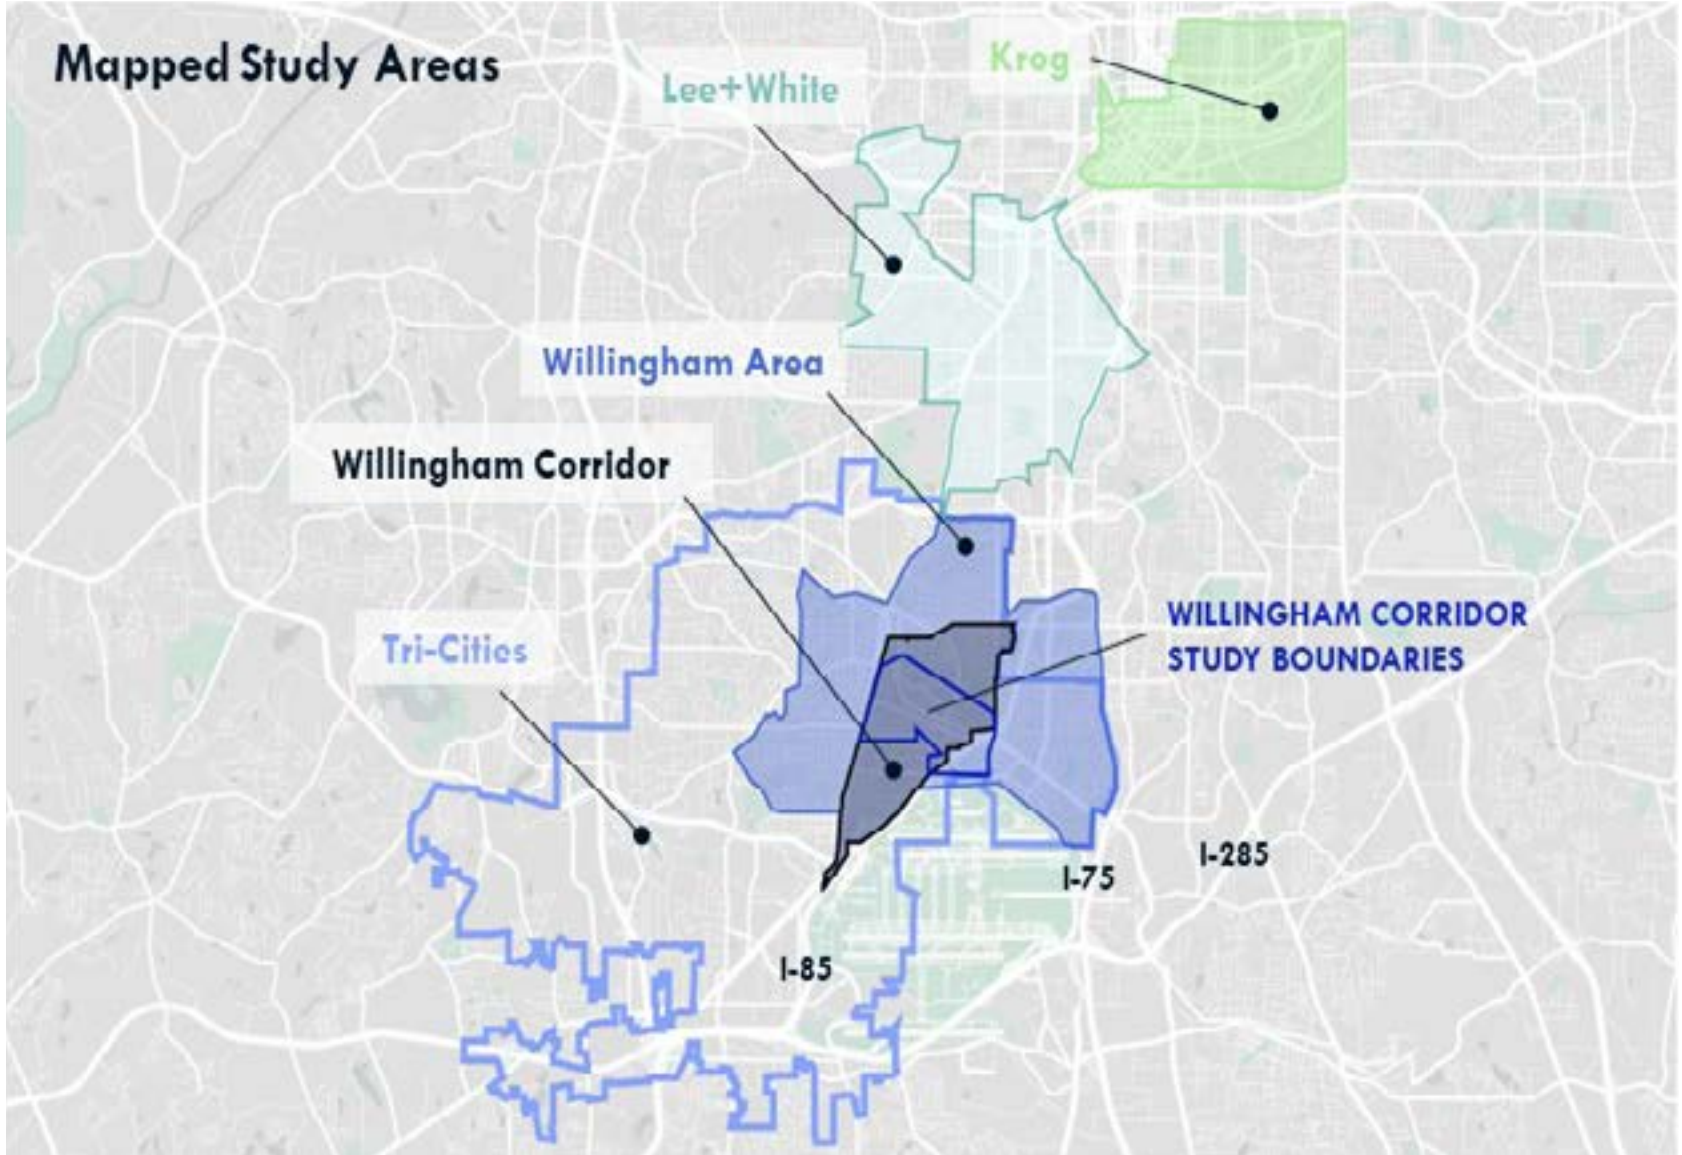 Mapped Study Areas
Krog
Lee+White
Willingham Area
Willingham Corridor
WILLINGHAM CORRIDOR
STUDY BOUNDARIES
Tri-Cities
I-285
I-75
I-85